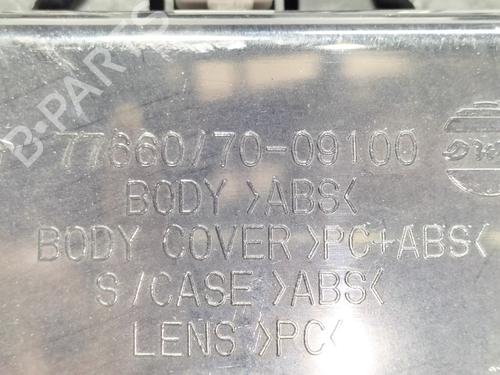 77660/70-09100
BODY >ABS<
BODY COVER >PC+ABS<
S/CASE >ABS<
LENS >PC<
B-PARTS